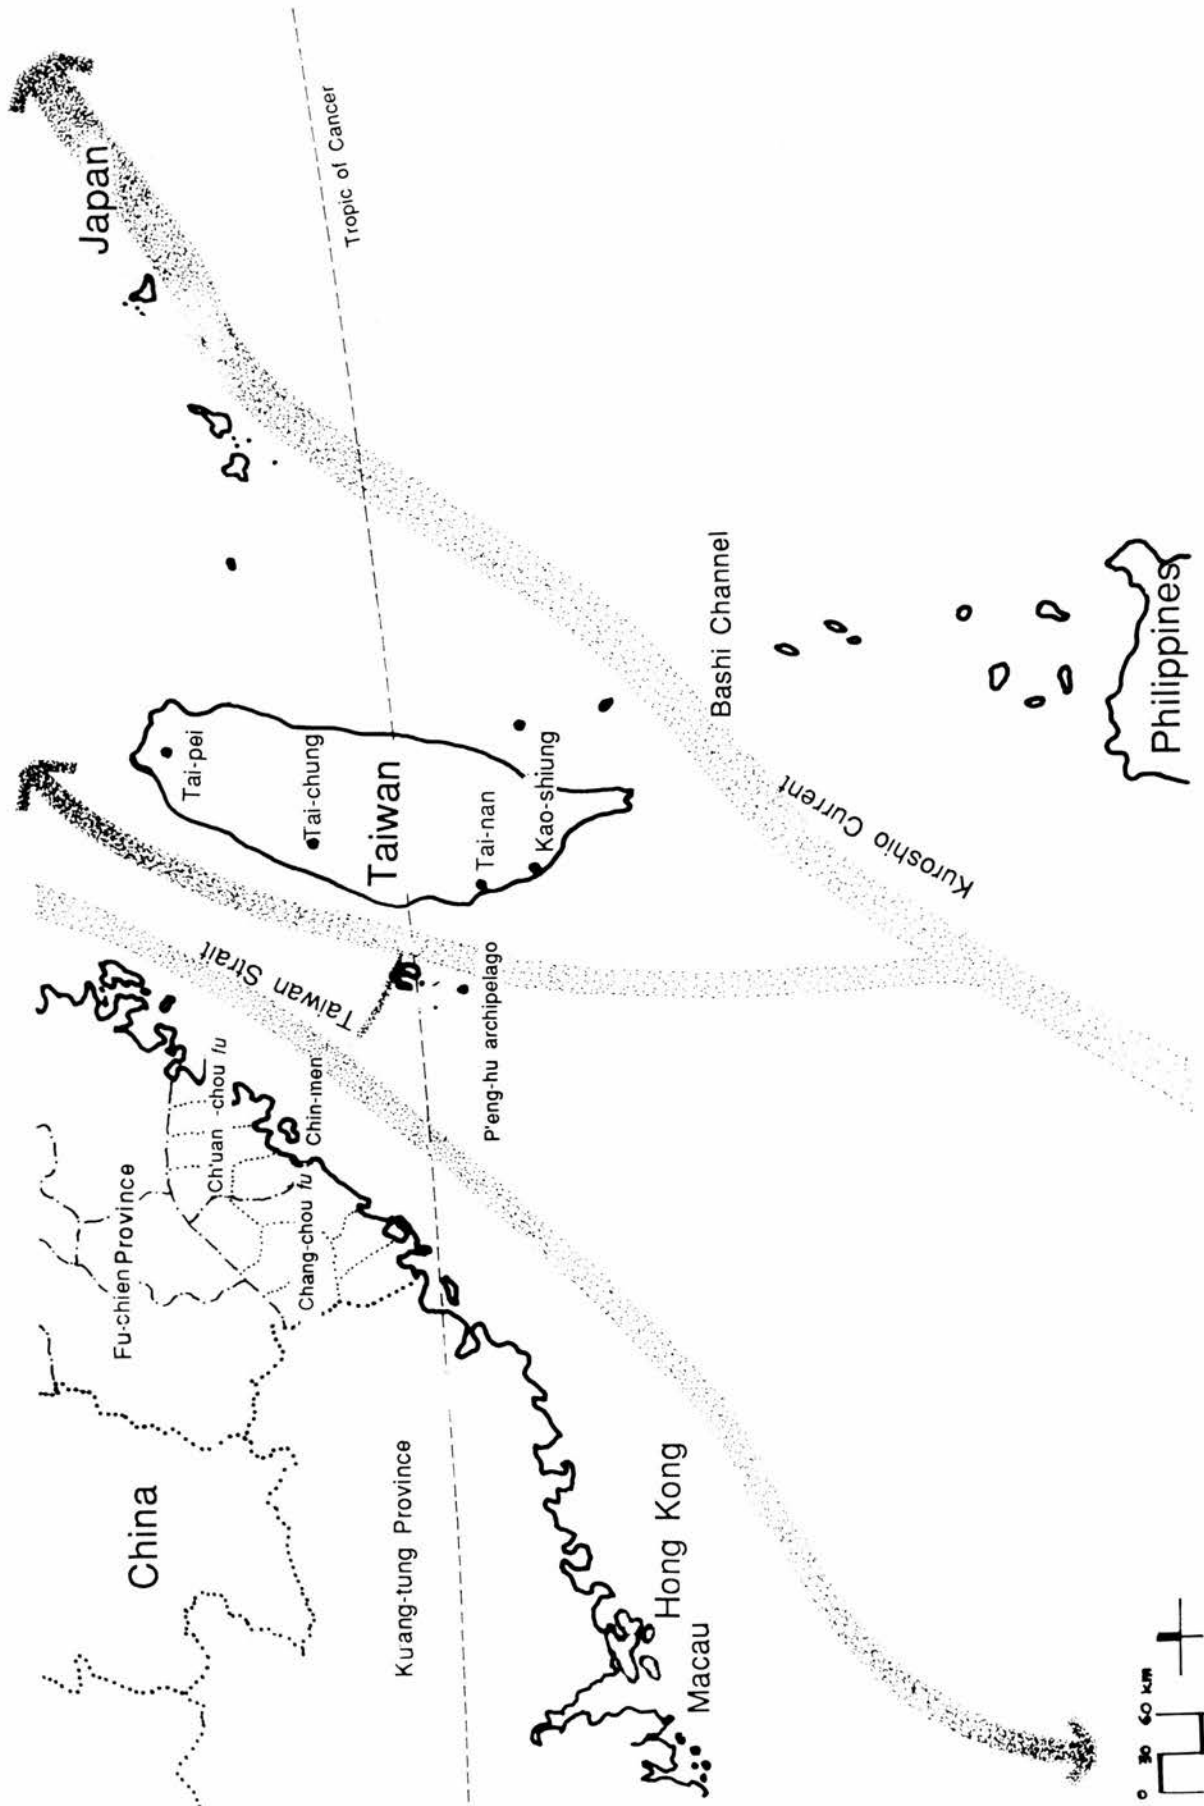 Japan
Tropic of Cancer
Tai-pei
Tai-chung
Taiwan
Tai-nan
Kao-shiung
Bashi Channel
Kuroshio Current
Philippines
Taiwan Strait
P'eng-hu archipelago
China
Fu-chien Province
Ch'uan-chou fu
Chin-men
Chang-chou fu
Kuang-tung Province
Hong Kong
Macau
0 30 60 km